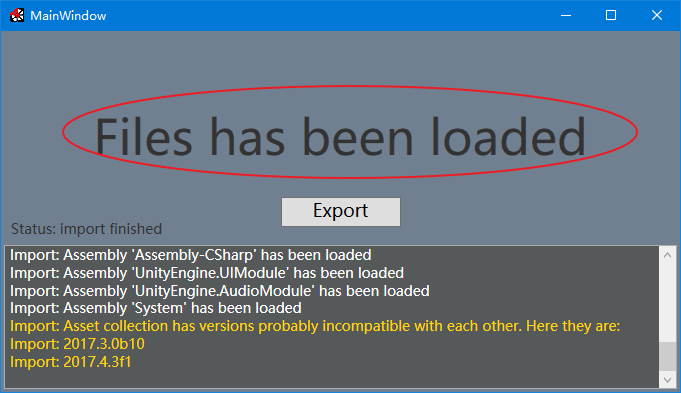 MainWindow
Files has been loaded
Export
Status: import finished
Import: Assembly 'Assembly-CSharp' has been loaded
Import: Assembly 'UnityEngine.UIModule' has been loaded
Import: Assembly 'UnityEngine.AudioModule' has been loaded
Import: Assembly 'System' has been loaded
Import: Asset collection has versions probably incompatible with each other. Here they are:
Import: 2017.3.0b10
Import: 2017.4.3f1